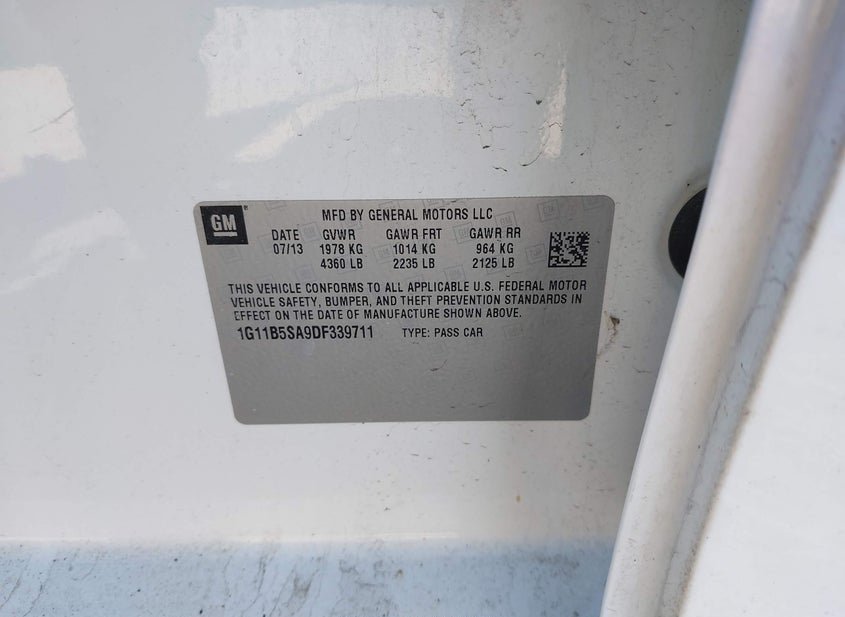 GM
MFD BY GENERAL MOTORS LLC
DATE GVWR GAWR FRT GAWR RR
07/13 1978 KG 1014 KG 964 KG
4360 LB 2235 LB 2125 LB
THIS VEHICLE CONFORMS TO ALL APPLICABLE U.S. FEDERAL MOTOR
VEHICLE SAFETY, BUMPER, AND THEFT PREVENTION STANDARDS IN
EFFECT ON THE DATE OF MANUFACTURE SHOWN ABOVE.
1G11B5SA9DF339711 TYPE: PASS CAR